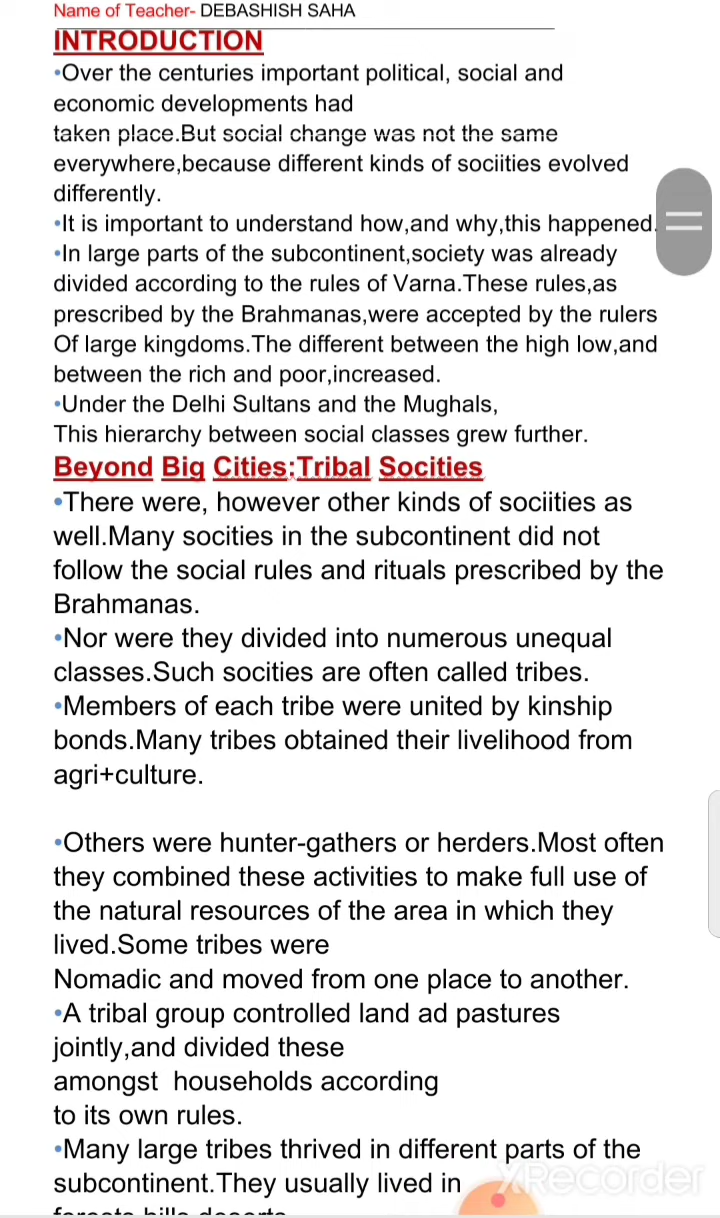 Name of Teacher- DEBASHISH SAHA
INTRODUCTION
•Over the centuries important political, social and
economic developments had
taken place.But social change was not the same
everywhere,because different kinds of sociities evolved
differently.
•It is important to understand how,and why,this happened.
•In large parts of the subcontinent,society was already
divided according to the rules of Varna.These rules,as
prescribed by the Brahmanas,were accepted by the rulers
Of large kingdoms.The different between the high low,and
between the rich and poor,increased.
•Under the Delhi Sultans and the Mughals,
This hierarchy between social classes grew further.
Beyond Big Cities:Tribal Socities
•There were, however other kinds of sociities as
well.Many socities in the subcontinent did not
follow the social rules and rituals prescribed by the
Brahmanas.
•Nor were they divided into numerous unequal
classes.Such socities are often called tribes.
•Members of each tribe were united by kinship
bonds.Many tribes obtained their livelihood from
agri+culture.
•Others were hunter-gathers or herders.Most often
they combined these activities to make full use of
the natural resources of the area in which they
lived.Some tribes were
Nomadic and moved from one place to another.
•A tribal group controlled land ad pastures
jointly,and divided these
amongst  households according
to its own rules.
•Many large tribes thrived in different parts of the
subcontinent.They usually lived in
forests hills deserts
XRecorder